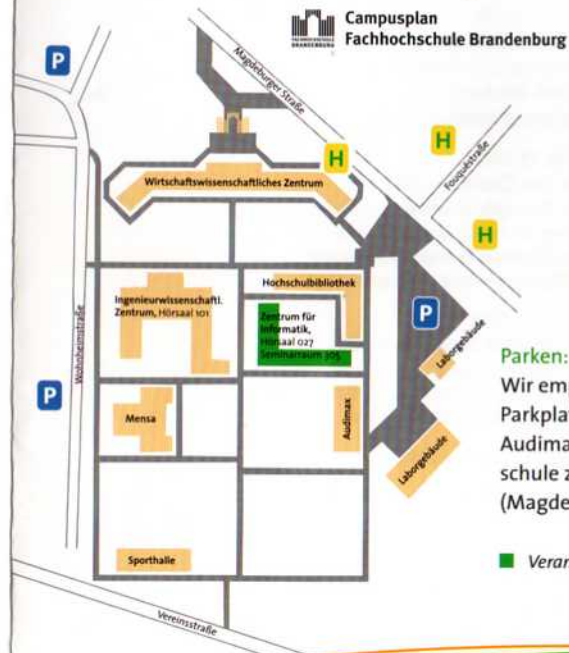 Campusplan
Fachhochschule Brandenburg
BRANDENBURG
P
Magdeburger Straße
H
H
Fouquéstraße
H
Wirtschaftswissenschaftliches Zentrum
Ingenieurwissenschaftl.
Zentrum, Hörsaal 101
Hochschulbibliothek
Zentrum für
Informatik,
Hörsaal 027
Seminarraum 305
P
Wohnheimstraße
Laborgebäude
P
Mensa
Audimax
Laborgebäude
Sporthalle
Vereinsstraße
Parken:
Wir emp
Parkpla
Audima
schule z
(Magde
Veran